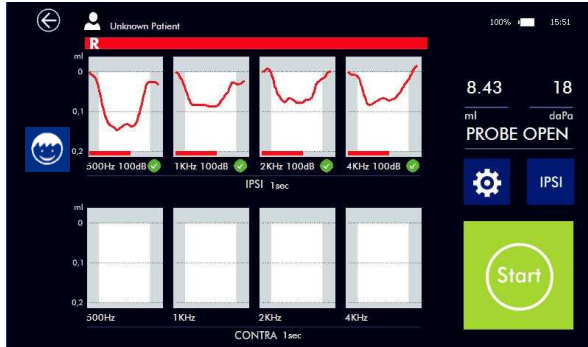 Unknown Patient
100% 15:51
R
ml
0
0,1
0,2
500Hz 100dB 1KHz 100dB 2KHz 100dB 4KHz 100dB
IPSI 1sec
ml
0
0,1
0,2
500Hz 1KHz 2KHz 4KHz
CONTRA 1sec
8.43 18
ml daPa
PROBE OPEN
IPSI
Start